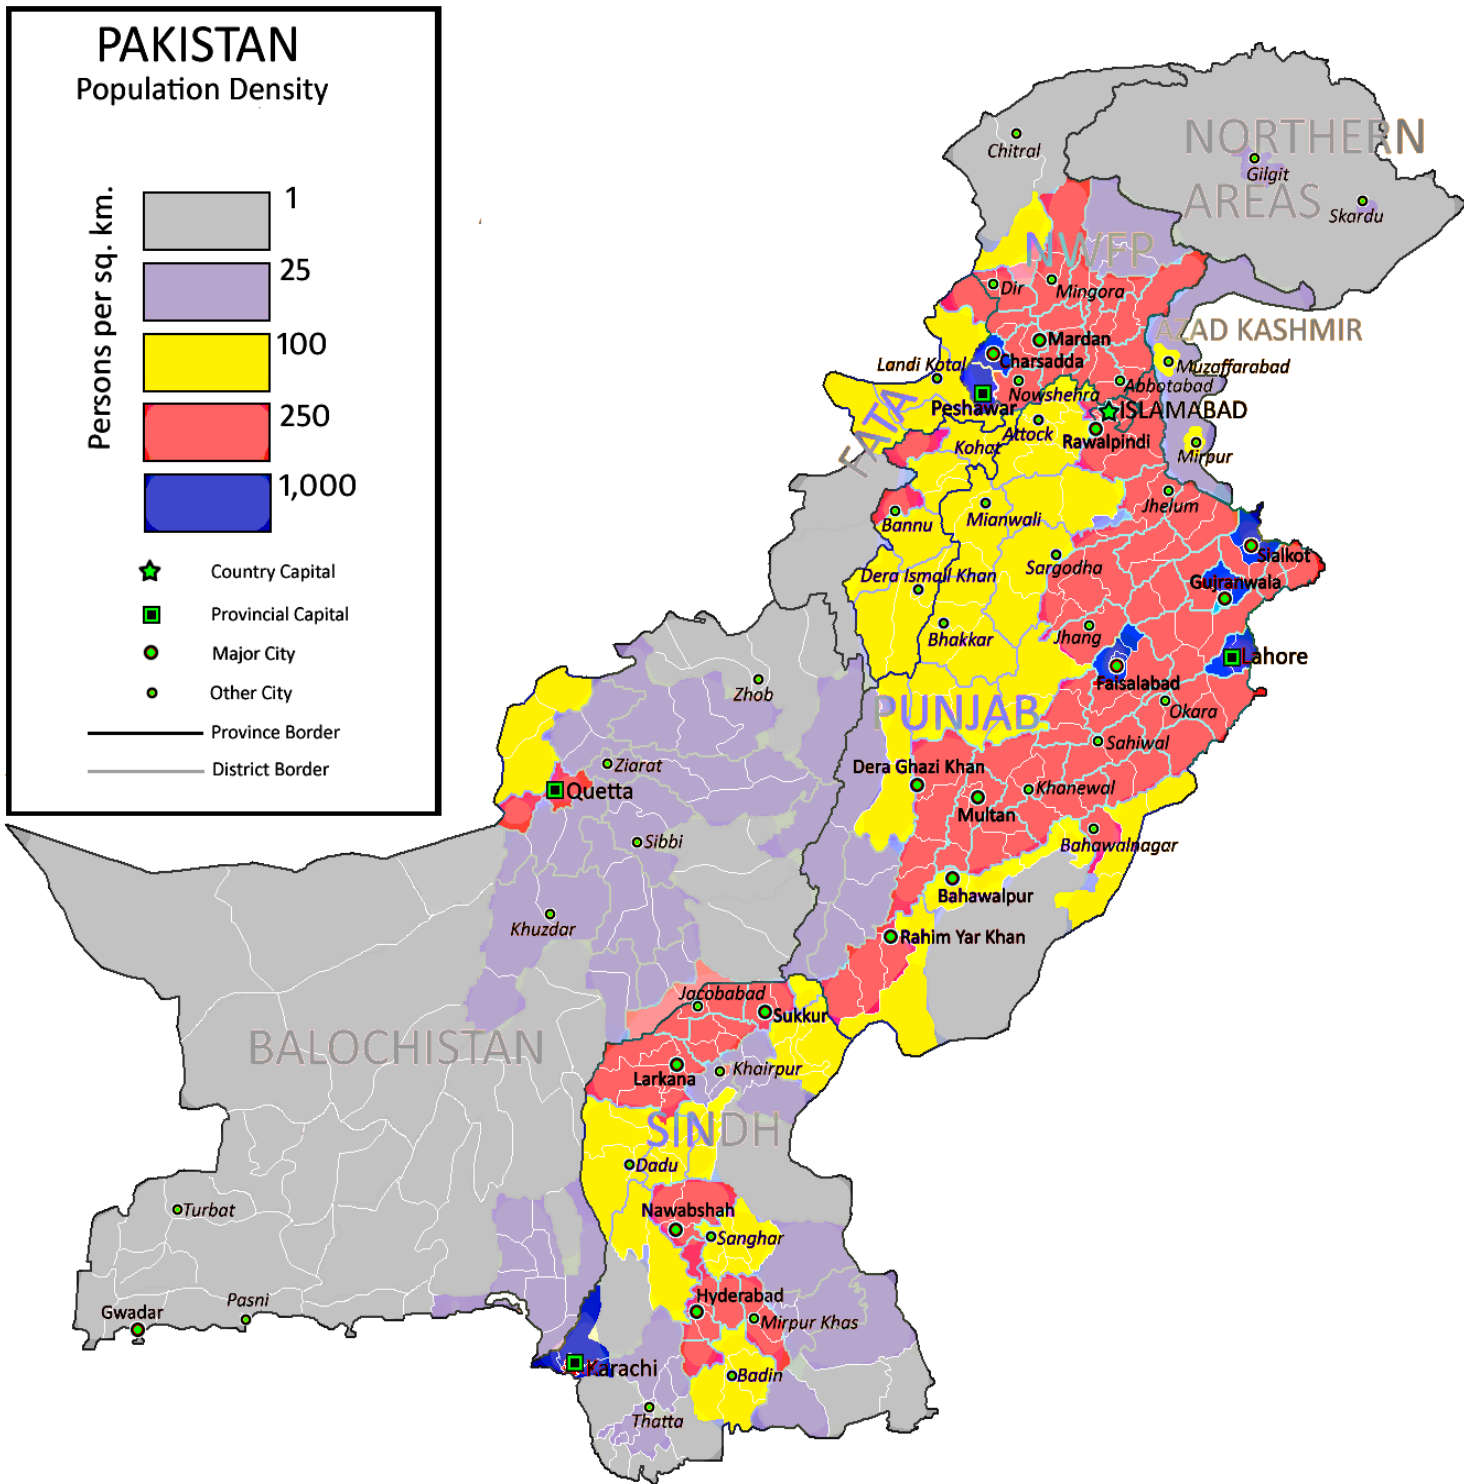 PAKISTAN
Population Density
Persons per sq. km.
1
25
100
250
1,000
Country Capital
Provincial Capital
Major City
Other City
Province Border
District Border
NORTHERN
AREAS
Chitral
Gilgit
Skardu
NWFP
Dir
Mingora
AZAD KASHMIR
Mardan
Charsadda
Landi Kotal
Muzaffarabad
Abbotabad
Nowshehra
Peshawar
ISLAMABAD
FATA
Attock
Rawalpindi
Kohat
Mirpur
Jhelum
Mianwali
Bannu
Sialkot
Sargodha
Dera Ismail Khan
Gujranwala
Bhakkar
Jhang
Lahore
Faisalabad
Zhob
PUNJAB
Okara
Sahiwal
Ziarat
Dera Ghazi Khan
Quetta
Khanewal
Multan
Sibbi
Bahawalnagar
Bahawalpur
Khuzdar
Rahim Yar Khan
Jacobabad
Sukkur
BALOCHISTAN
Khairpur
Larkana
SINDH
Dadu
Turbat
Nawabshah
Sanghar
Hyderabad
Pasni
Gwadar
Mirpur Khas
Karachi
Badin
Thatta